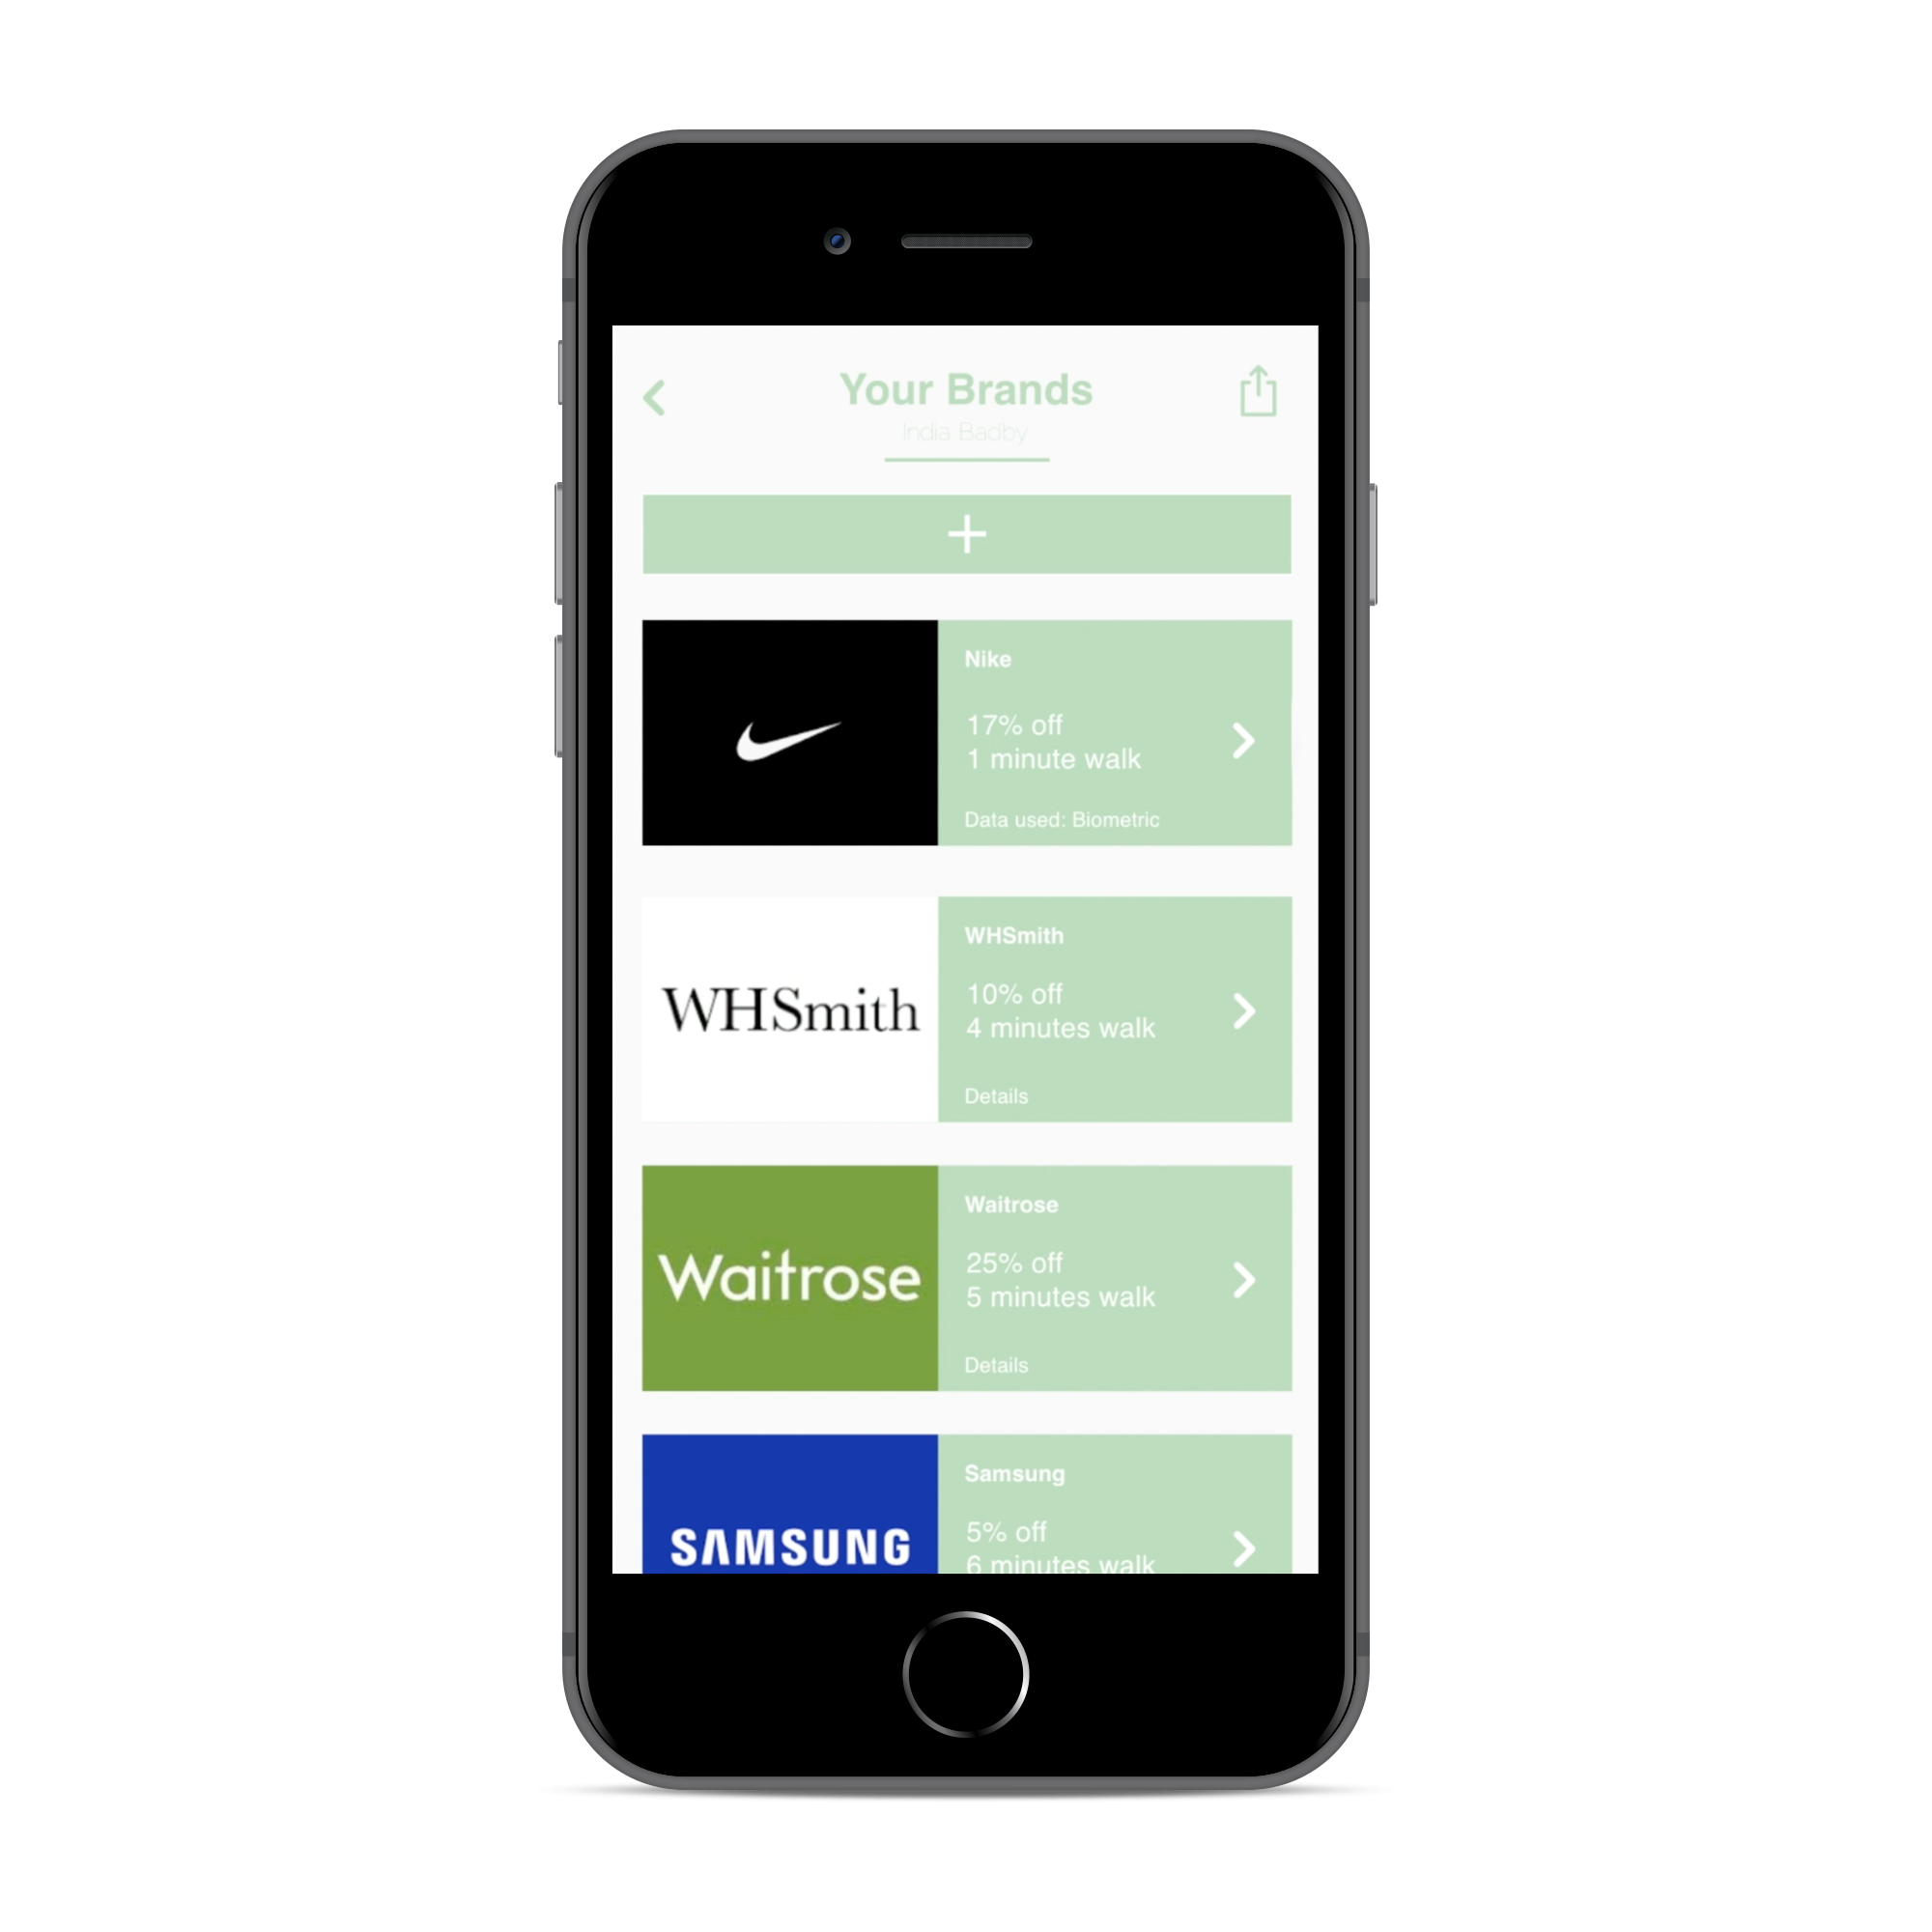 Your Brands
India Badby
+
Nike
17% off
1 minute walk
Data used: Biometric
WHSmith
WHSmith
10% off
4 minutes walk
Details
Waitrose
Waitrose
25% off
5 minutes walk
Details
SAMSUNG
Samsung
5% off
6 minutes walk